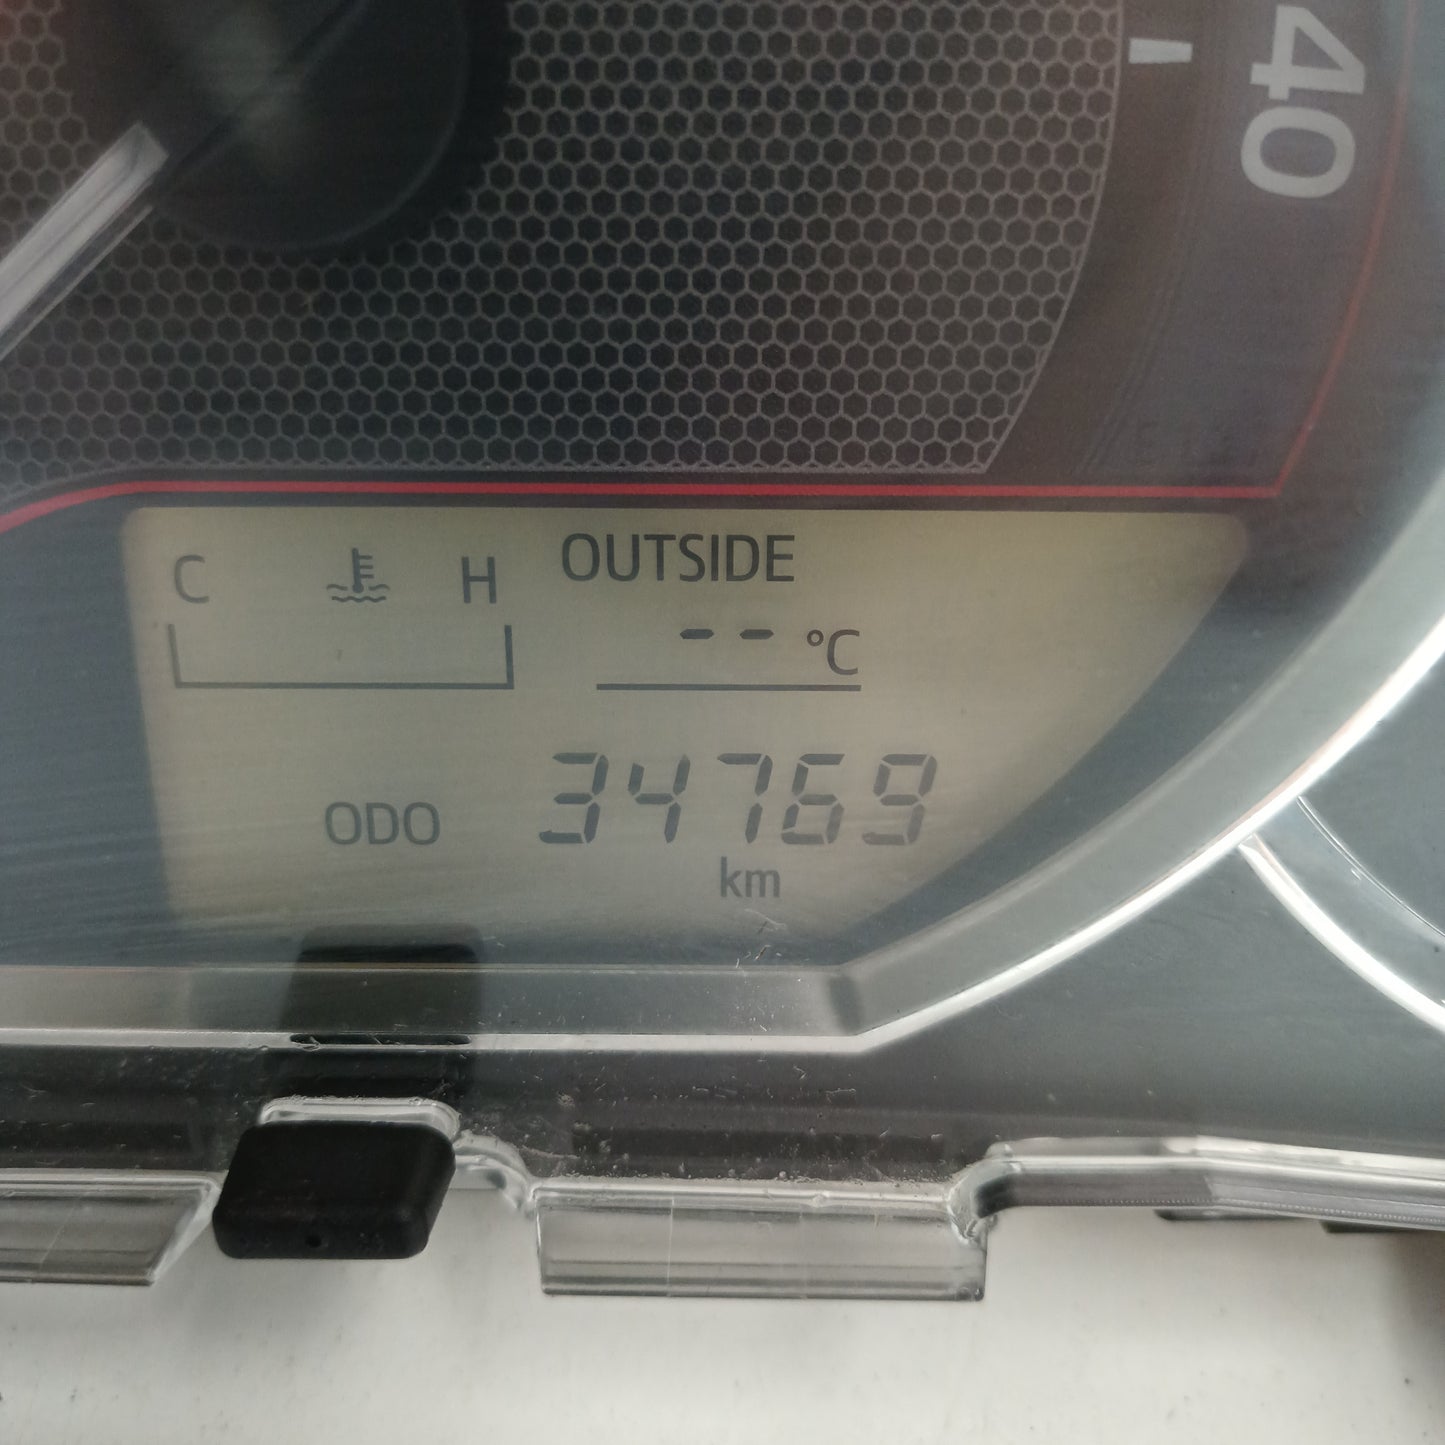 40
C H
OUTSIDE
-- °C
ODO 34769
km